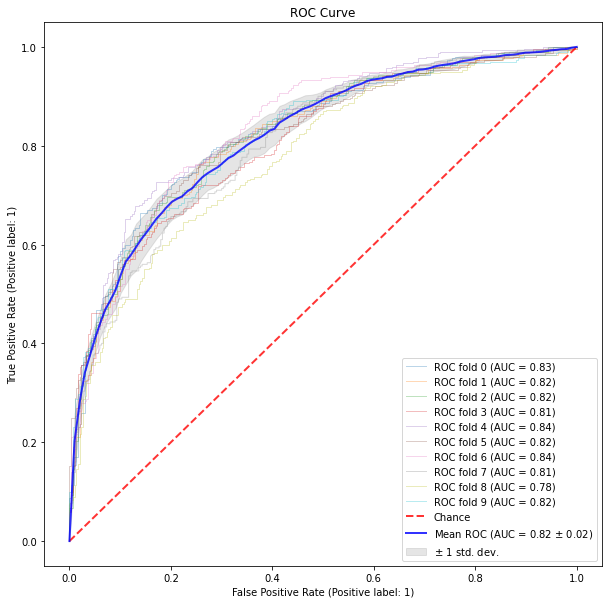 ROC Curve
True Positive Rate (Positive label: 1)
1.0
0.8
0.6
0.4
0.2
0.0
ROC fold 0 (AUC = 0.83)
ROC fold 1 (AUC = 0.82)
ROC fold 2 (AUC = 0.82)
ROC fold 3 (AUC = 0.81)
ROC fold 4 (AUC = 0.84)
ROC fold 5 (AUC = 0.82)
ROC fold 6 (AUC = 0.84)
ROC fold 7 (AUC = 0.81)
ROC fold 8 (AUC = 0.78)
ROC fold 9 (AUC = 0.82)
Chance
Mean ROC (AUC = 0.82 ± 0.02)
± 1 std. dev.
0.0 0.2 0.4 0.6 0.8 1.0
False Positive Rate (Positive label: 1)